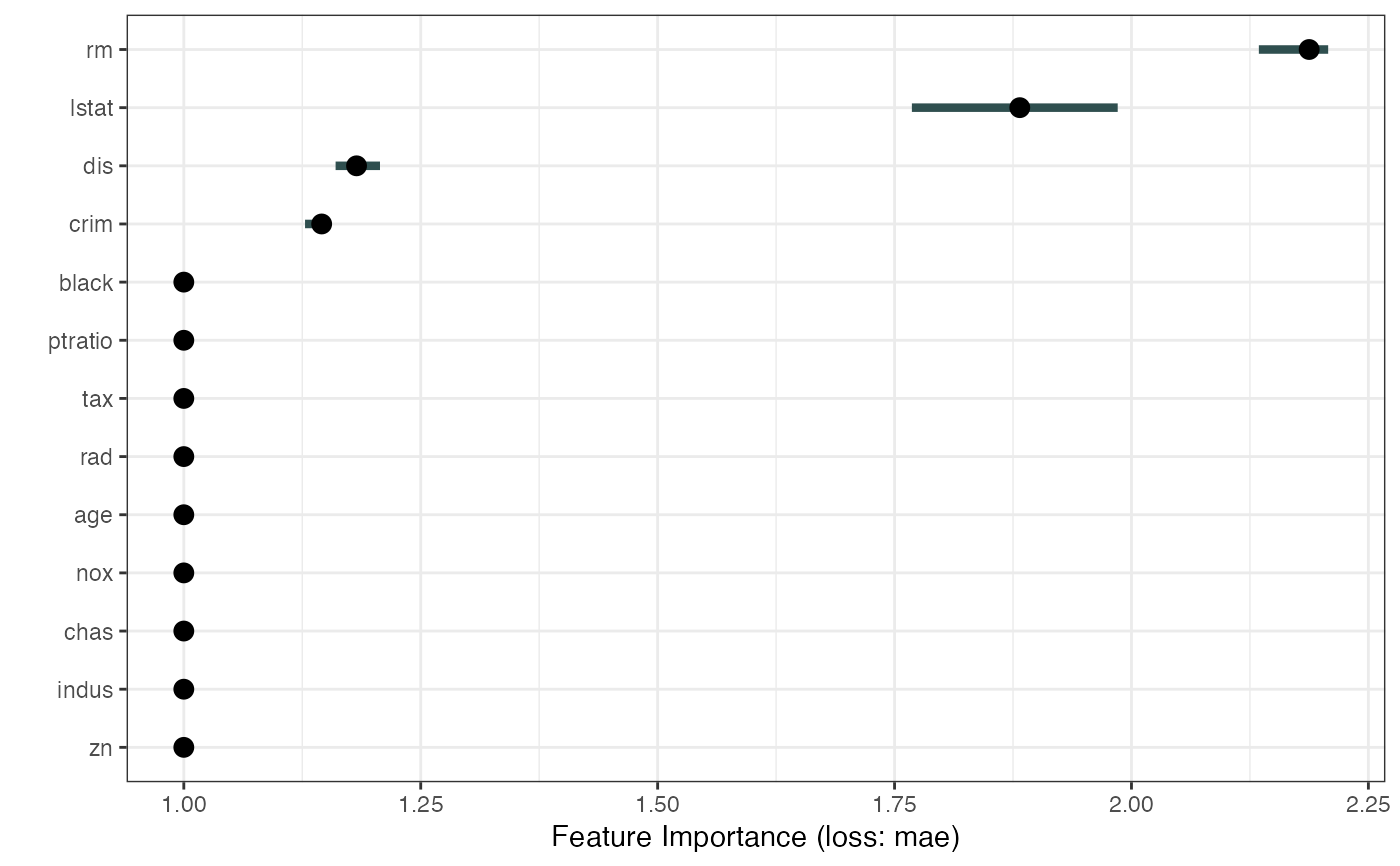 rm
lstat
dis
crim
black
ptratio
tax
rad
age
nox
chas
indus
zn
1.00 1.25 1.50 1.75 2.00 2.25
Feature Importance (loss: mae)